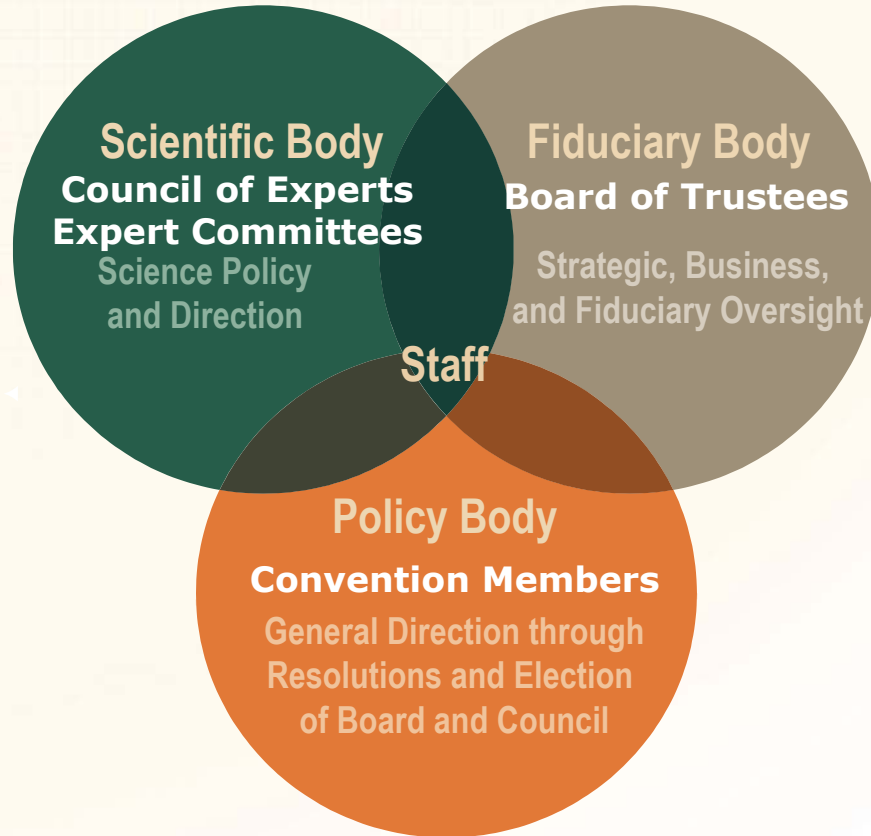 Scientific Body
Council of Experts
Expert Committees
Science Policy
and Direction
Fiduciary Body
Board of Trustees
Strategic, Business,
and Fiduciary Oversight
Staff
Policy Body
Convention Members
General Direction through
Resolutions and Election
of Board and Council